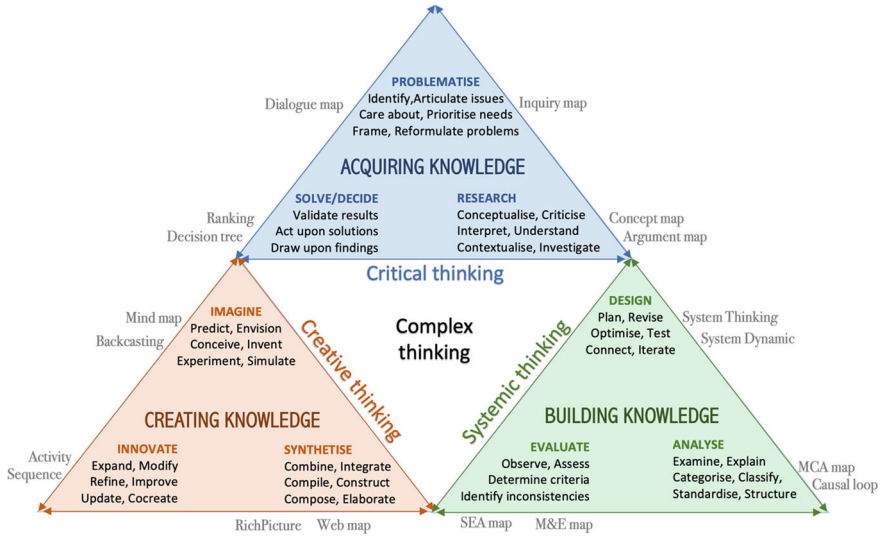 PROBLEMATISE
Identify,Articulate issues
Care about, Prioritise needs
Frame, Reformulate problems
Dialogue map
Inquiry map
ACQUIRING KNOWLEDGE
SOLVE/DECIDE
Validate results
Act upon solutions
Draw upon findings
RESEARCH
Conceptualise, Criticise
Interpret, Understand
Contextualise, Investigate
Ranking
Decision tree
Concept map
Argument map
Critical thinking
Complex
thinking
Creative thinking
Systemic thinking
IMAGINE
Predict, Envision
Conceive, Invent
Experiment, Simulate
Mind map
Backcasting
CREATING KNOWLEDGE
INNOVATE
Expand, Modify
Refine, Improve
Update, Cocreate
SYNTHETISE
Combine, Integrate
Compile, Construct
Compose, Elaborate
Activity
Sequence
RichPicture
Web map
DESIGN
Plan, Revise
Optimise, Test
Connect, Iterate
System Thinking
System Dynamic
BUILDING KNOWLEDGE
EVALUATE
Observe, Assess
Determine criteria
Identify inconsistencies
ANALYSE
Examine, Explain
Categorise, Classify,
Standardise, Structure
MCA map
Causal loop
SEA map
M&E map